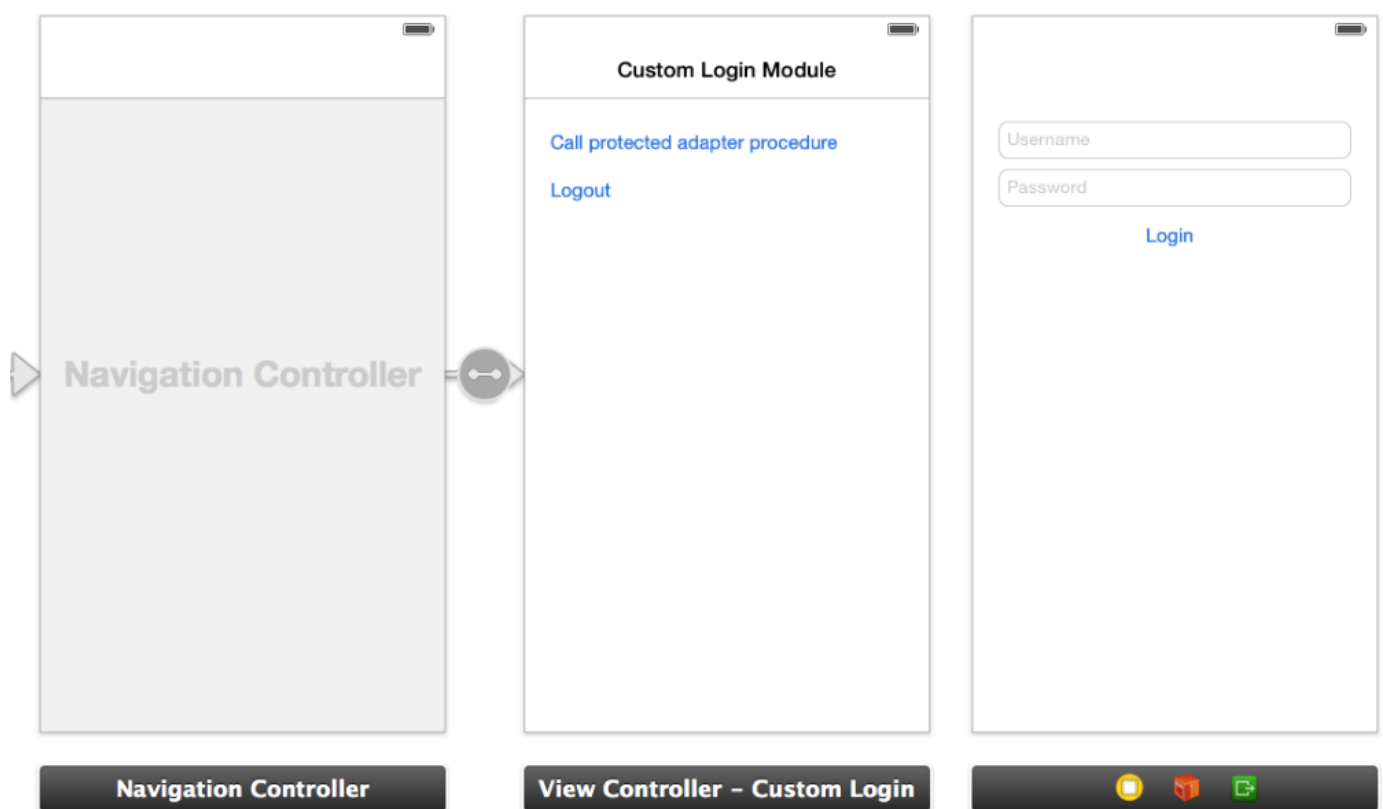 Navigation Controller
Navigation Controller
Custom Login Module
Call protected adapter procedure
Logout
View Controller – Custom Login
Username
Password
Login